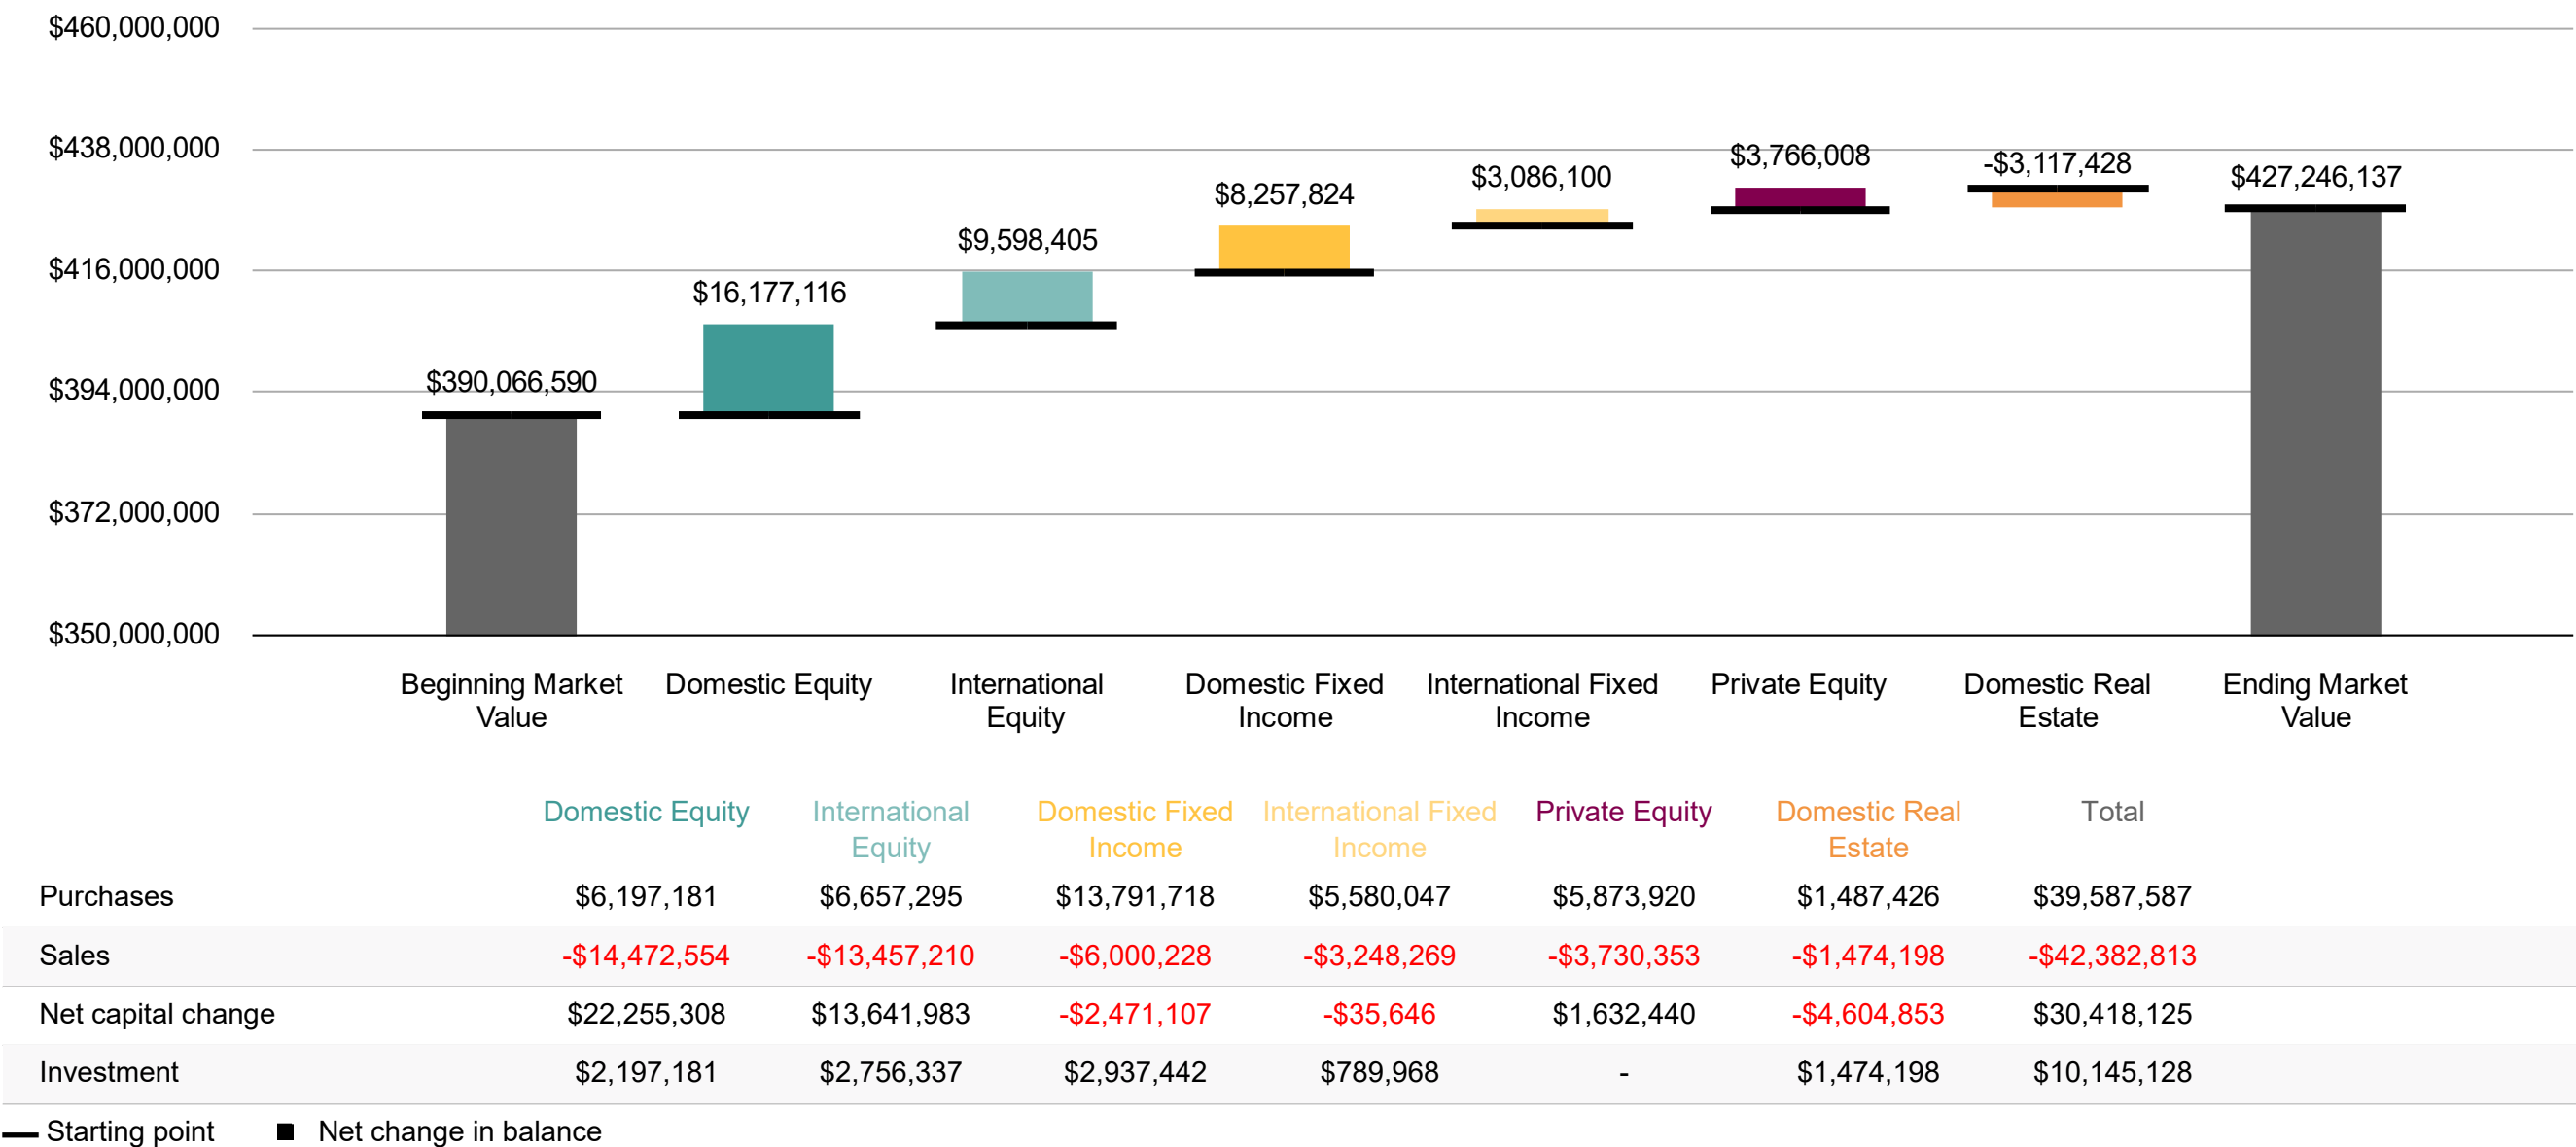 $460,000,000
$438,000,000
$3,766,008
-$3,117,428
$3,086,100
$427,246,137
$8,257,824
$9,598,405
$416,000,000
$16,177,116
$394,000,000
$390,066,590
$372,000,000
$350,000,000
Beginning Market Domestic Equity International Domestic Fixed International Fixed Private Equity Domestic Real Ending Market
Value Equity Income Income Estate Value
Domestic Equity International Domestic Fixed International Fixed Private Equity Domestic Real Total
Equity Income Income Estate
Purchases $6,197,181 $6,657,295 $13,791,718 $5,580,047 $5,873,920 $1,487,426 $39,587,587
Sales -$14,472,554 -$13,457,210 -$6,000,228 -$3,248,269 -$3,730,353 -$1,474,198 -$42,382,813
Net capital change $22,255,308 $13,641,983 -$2,471,107 -$35,646 $1,632,440 -$4,604,853 $30,418,125
Investment $2,197,181 $2,756,337 $2,937,442 $789,968 - $1,474,198 $10,145,128
Starting point Net change in balance